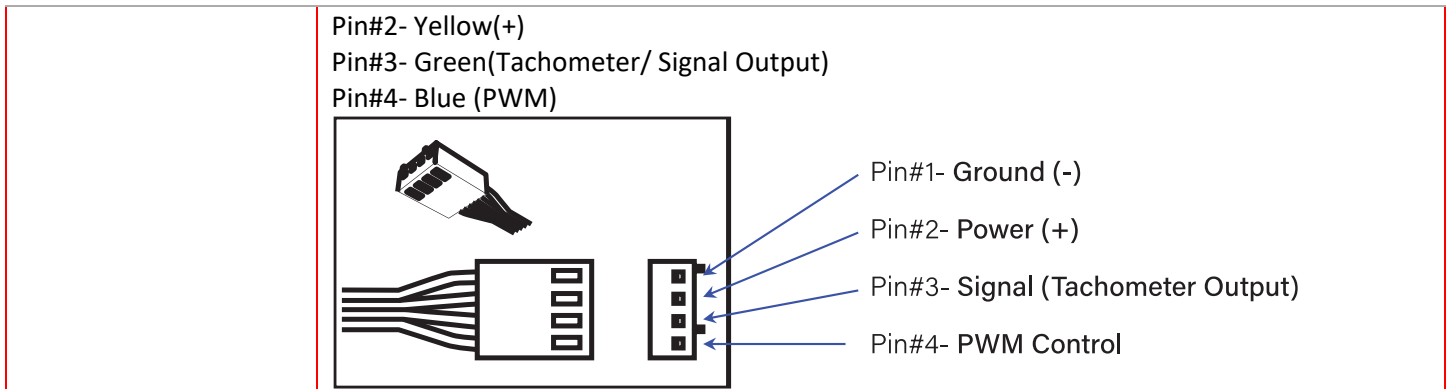 Pin#2- Yellow(+)
Pin#3- Green(Tachometer/ Signal Output)
Pin#4- Blue (PWM)
Pin#1- Ground (-)
Pin#2- Power (+)
Pin#3- Signal (Tachometer Output)
Pin#4- PWM Control